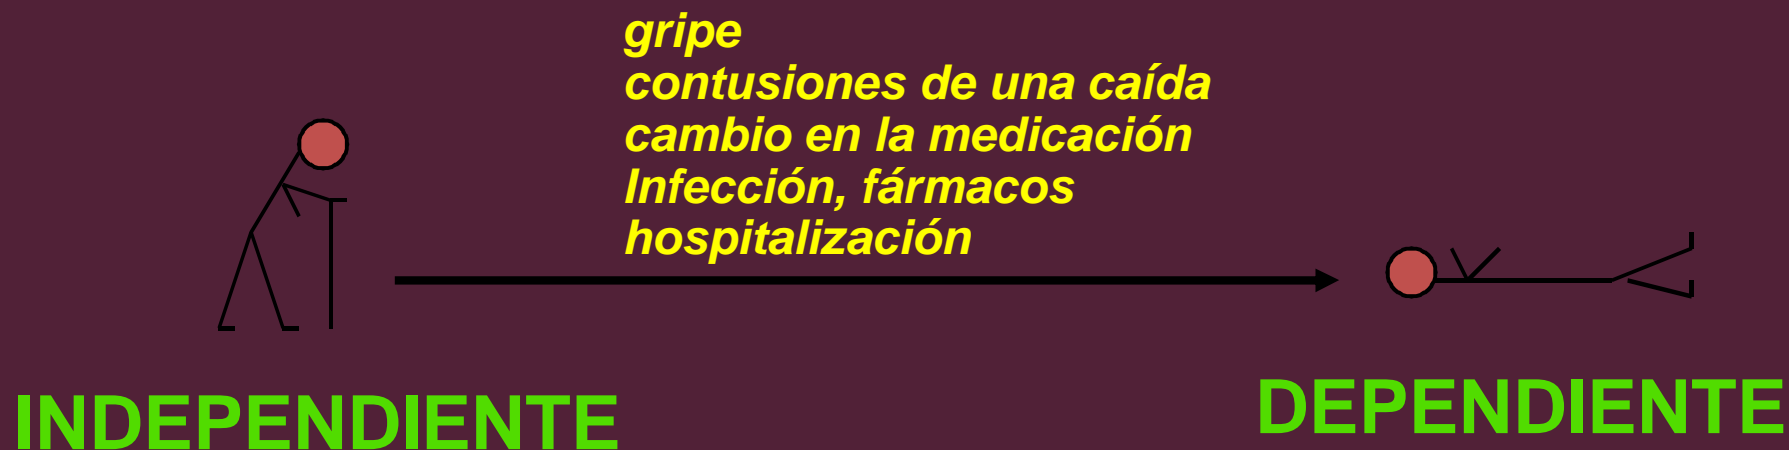 gripe
contusiones de una caída
cambio en la medicación
Infección, fármacos
hospitalización
INDEPENDIENTE
DEPENDIENTE